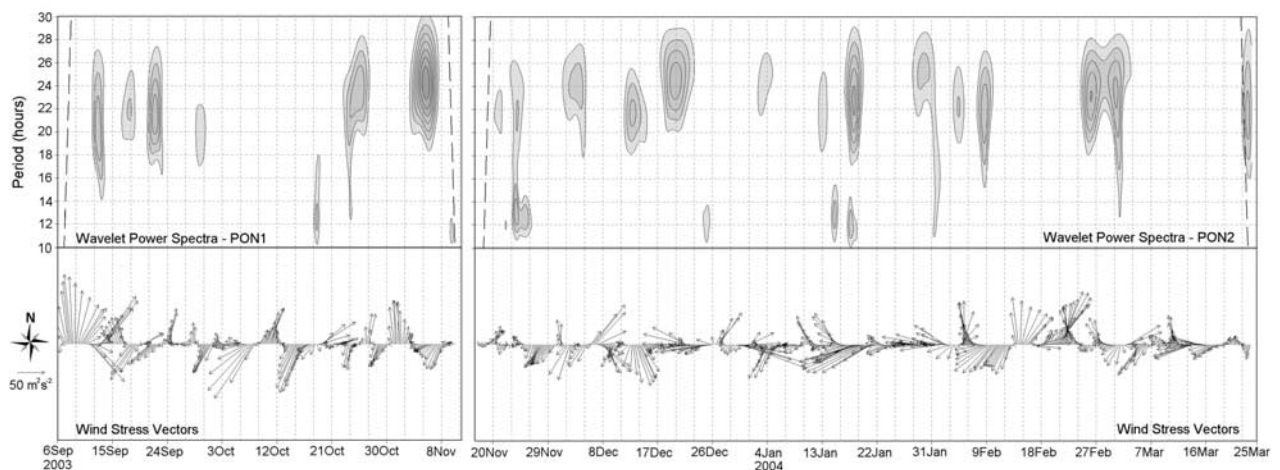 30
28
26
24
22
20
18
16
14
12
10
Period (hours)
Wavelet Power Spectra - PON1
Wavelet Power Spectra - PON2
N
50 m²s⁻²
Wind Stress Vectors
Wind Stress Vectors
6Sep 15Sep 24Sep 3Oct 12Oct 21Oct 30Oct 8Nov 20Nov 29Nov 8Dec 17Dec 26Dec 4Jan 13Jan 22Jan 31Jan 9Feb 18Feb 27Feb 7Mar 16Mar 25Mar
2003 2004